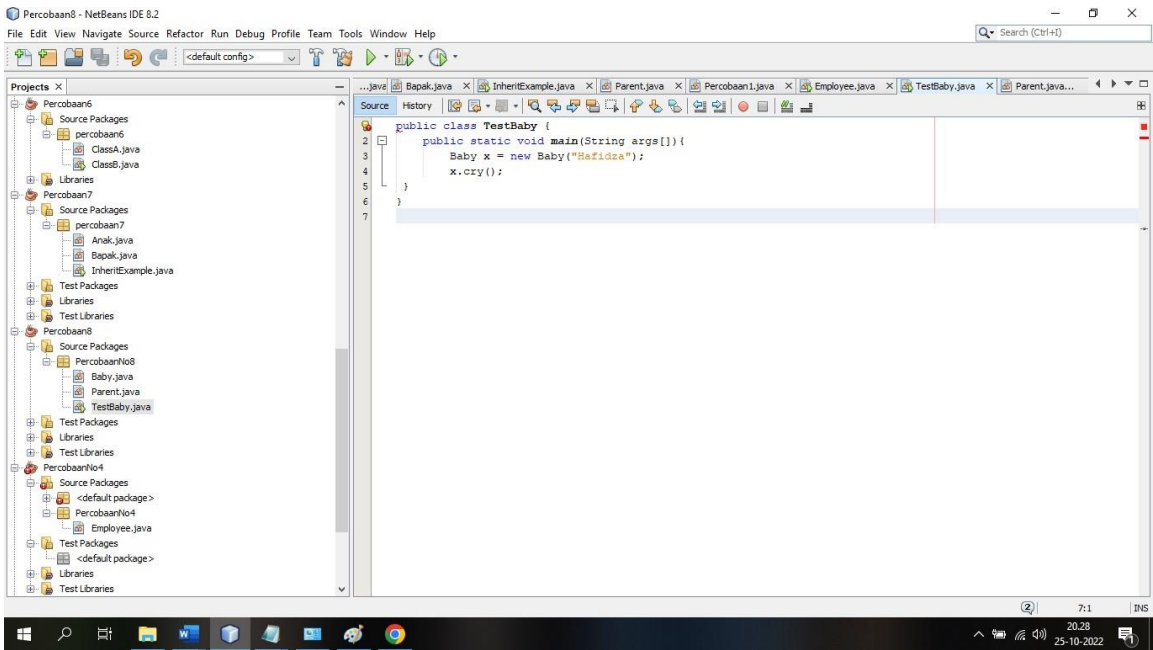 Percobaan8 - NetBeans IDE 8.2
File Edit View Navigate Source Refactor Run Debug Profile Team Tools Window Help
Search (Ctrl+I)
<default config>
Projects
...java Bapak.java InheritExample.java Parent.java Percobaan1.java Employee.java TestBaby.java Parent.java...
Source History
Percobaan6
Source Packages
percobaan6
ClassA.java
ClassB.java
Libraries
Percobaan7
Source Packages
percobaan7
Anak.java
Bapak.java
InheritExample.java
Test Packages
Libraries
Test Libraries
Percobaan8
Source Packages
PercobaanNo8
Baby.java
Parent.java
TestBaby.java
Test Packages
Libraries
Test Libraries
PercobaanNo4
Source Packages
<default package>
PercobaanNo4
Employee.java
Test Packages
<default package>
Libraries
Test Libraries
public class TestBaby {
2 public static void main(String args[]){
3 Baby x = new Baby("Hafidza");
4 x.cry();
5 }
6 }
7
2 7:1 INS
20.28
25-10-2022